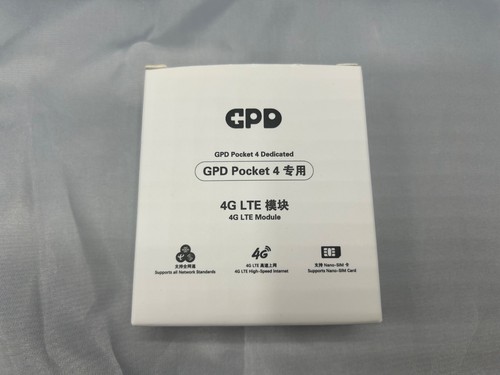 GPD
GPD Pocket 4 Dedicated
GPD Pocket 4 专用
4G LTE 模块
4G LTE Module
支持全网通
Supports all Network Standards
4G
4G LTE 高速上网
4G LTE High-Speed Internet
支持 Nano-SIM 卡
Supports Nano-SIM Card